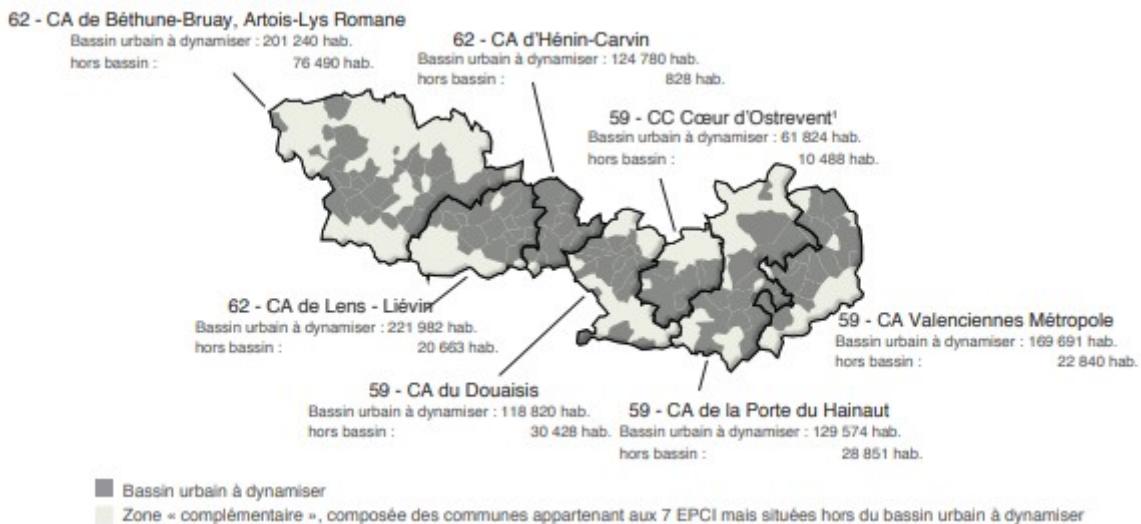 62 - CA de Béthune-Bruay, Artois-Lys Romane
Bassin urbain à dynamiser : 201 240 hab.
hors bassin : 76 490 hab.
62 - CA d'Hénin-Carvin
Bassin urbain à dynamiser : 124 780 hab.
hors bassin : 828 hab.
59 - CC Cœur d'Ostrevent¹
Bassin urbain à dynamiser : 61 824 hab.
hors bassin : 10 488 hab.
62 - CA de Lens - Liévin
Bassin urbain à dynamiser : 221 982 hab.
hors bassin : 20 663 hab.
59 - CA Valenciennes Métropole
Bassin urbain à dynamiser : 169 691 hab.
hors bassin : 22 840 hab.
59 - CA du Douaisis
Bassin urbain à dynamiser : 118 820 hab.
hors bassin : 30 428 hab.
59 - CA de la Porte du Hainaut
Bassin urbain à dynamiser : 129 574 hab.
hors bassin : 28 851 hab.
Bassin urbain à dynamiser
Zone « complémentaire », composée des communes appartenant aux 7 EPCI mais situées hors du bassin urbain à dynamiser